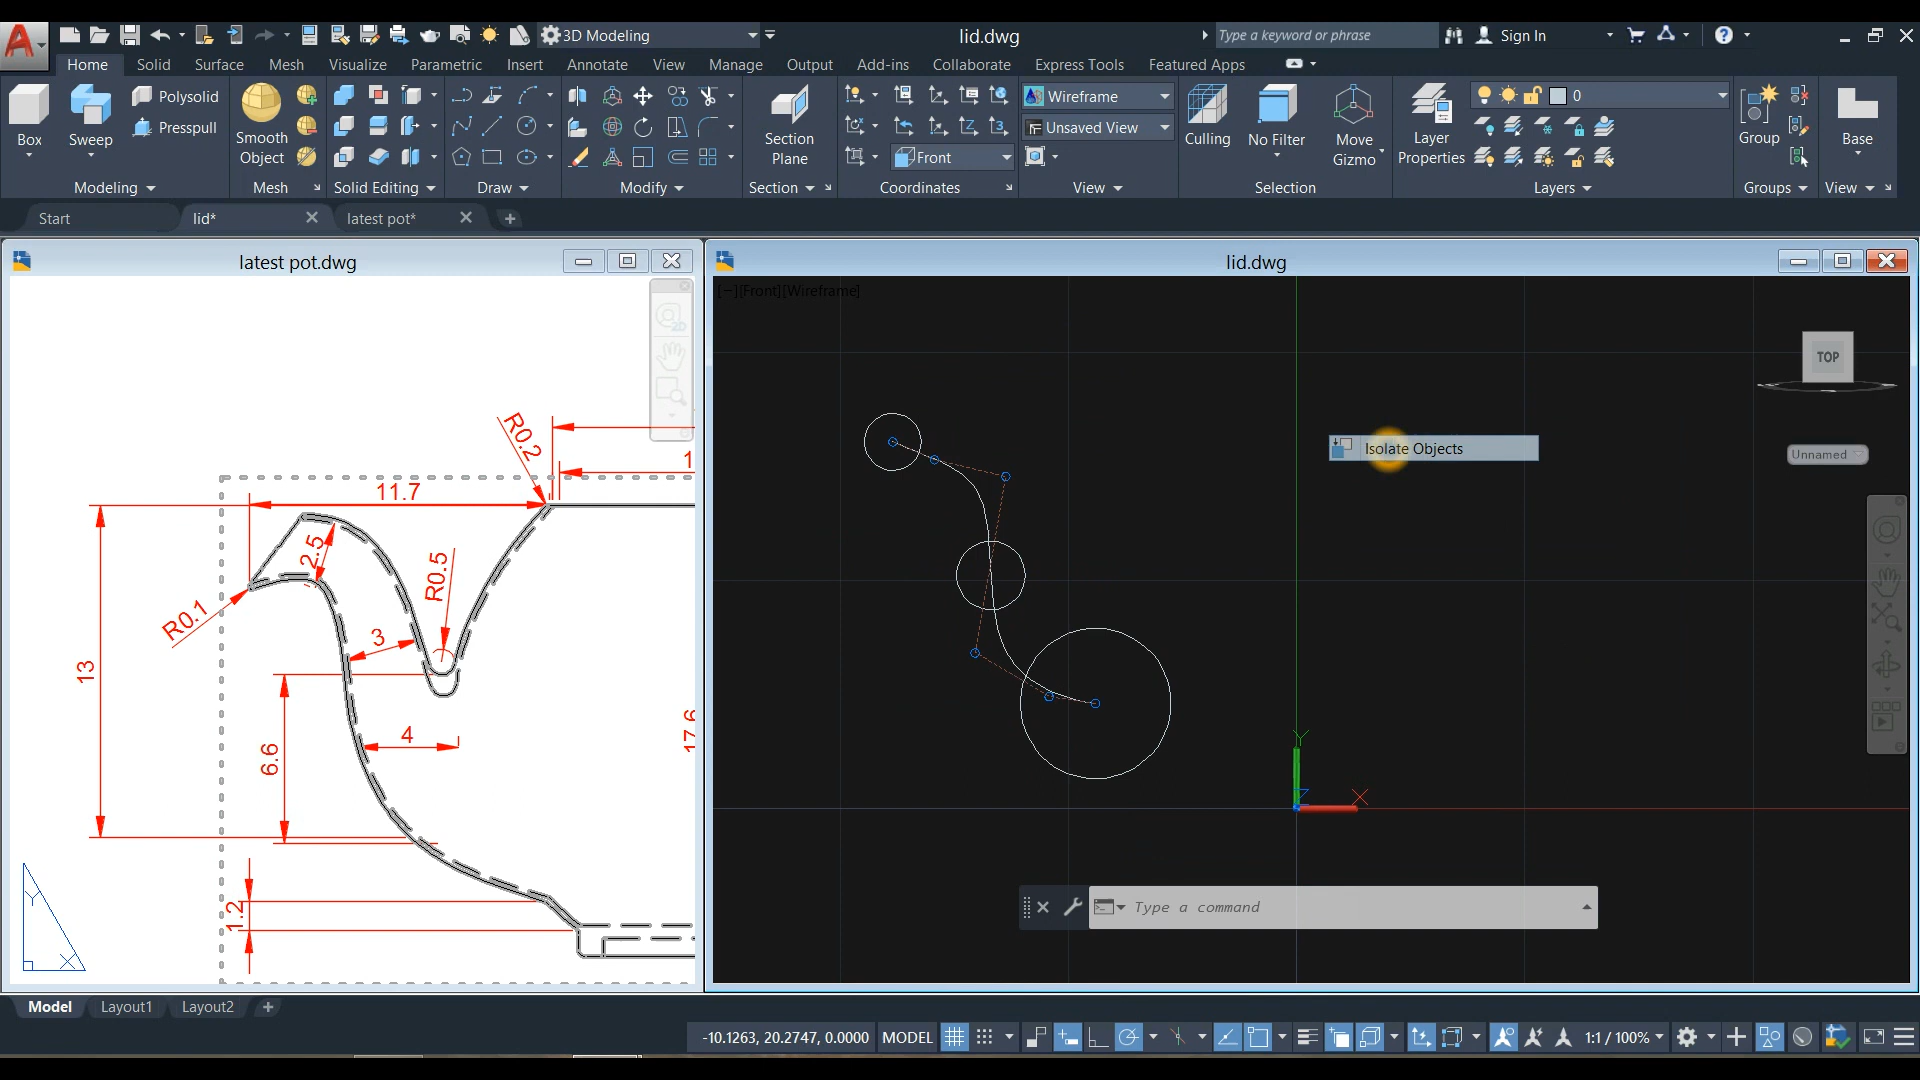 3D Modeling
lid.dwg
Type a keyword or phrase
Sign In
Home Solid Surface Mesh Visualize Parametric Insert Annotate View Manage Output Add-ins Collaborate Express Tools Featured Apps
Box
Sweep
Polysolid
Presspull
Modeling
Smooth
Object
Mesh
Solid Editing
Draw
Modify
Section
Plane
Section
Front
Coordinates
Wireframe
Unsaved View
View
Culling
No Filter
Move
Gizmo
Selection
Layer
Properties
0
Layers
Group
Groups
Base
View
Start
lid*
latest pot*
latest pot.dwg
2D
R0.2
1
11.7
2.5
R0.5
R0.1
3
13
6.6
4
17.6
1.2
Y
X
lid.dwg
[−][Front][Wireframe]
TOP
Isolate Objects
Unnamed
Y
Z
X
Type a command
Model Layout1 Layout2
-10.1263, 20.2747, 0.0000 MODEL 1:1 / 100%